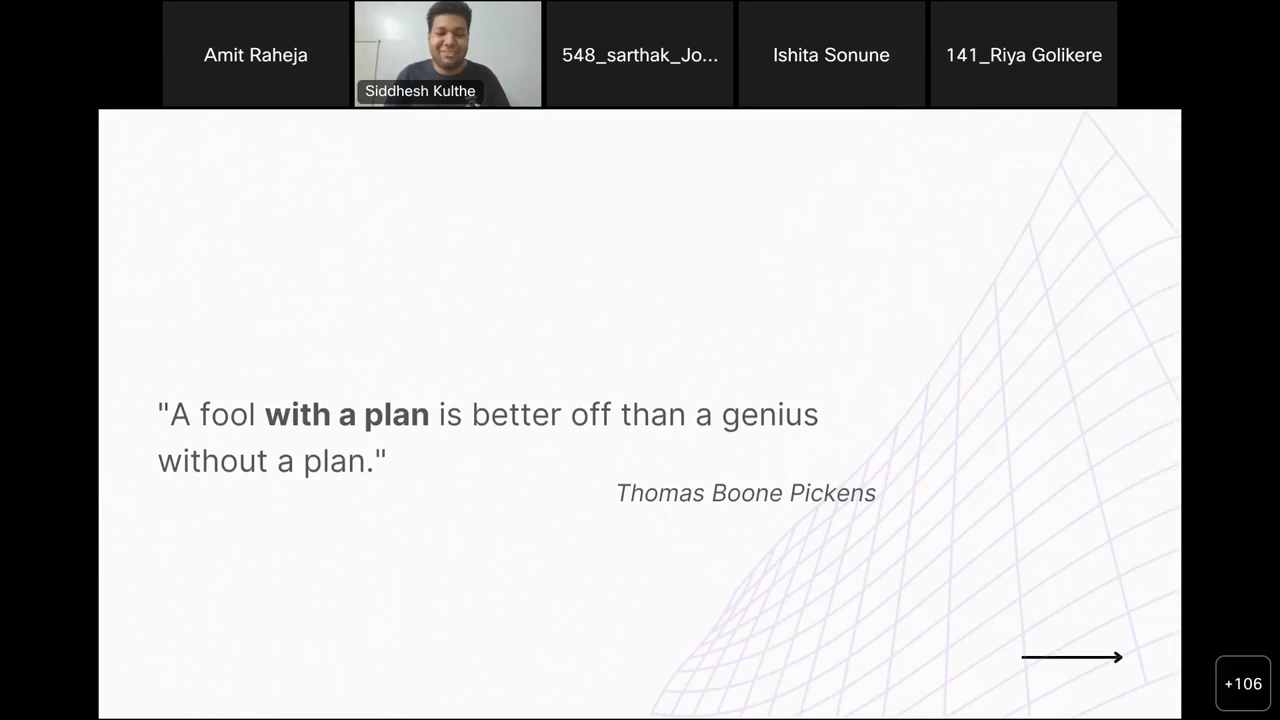 Amit Raheja
Siddhesh Kulthe
548_sarthak_Jo...
Ishita Sonune
141_Riya Golikere
"A fool with a plan is better off than a genius
without a plan."
Thomas Boone Pickens
+106